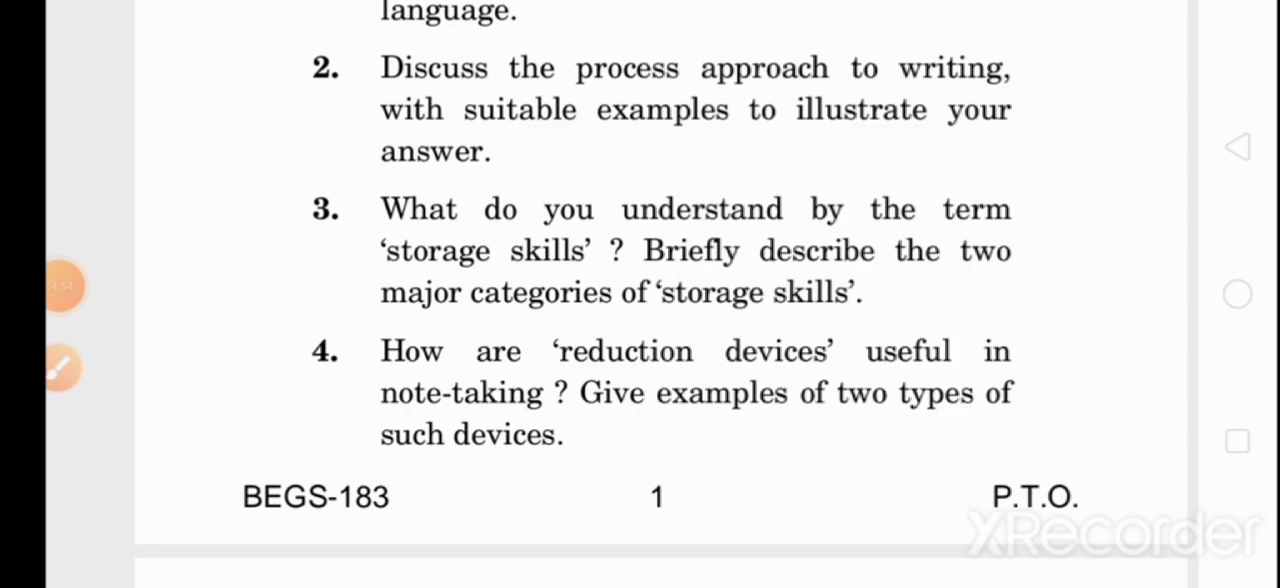 language.
2. Discuss the process approach to writing,
with suitable examples to illustrate your
answer.
3. What do you understand by the term
‘storage skills’ ? Briefly describe the two
major categories of ‘storage skills’.
4. How are ‘reduction devices’ useful in
note-taking ? Give examples of two types of
such devices.
BEGS-183 1 P.T.O.
XRecorder